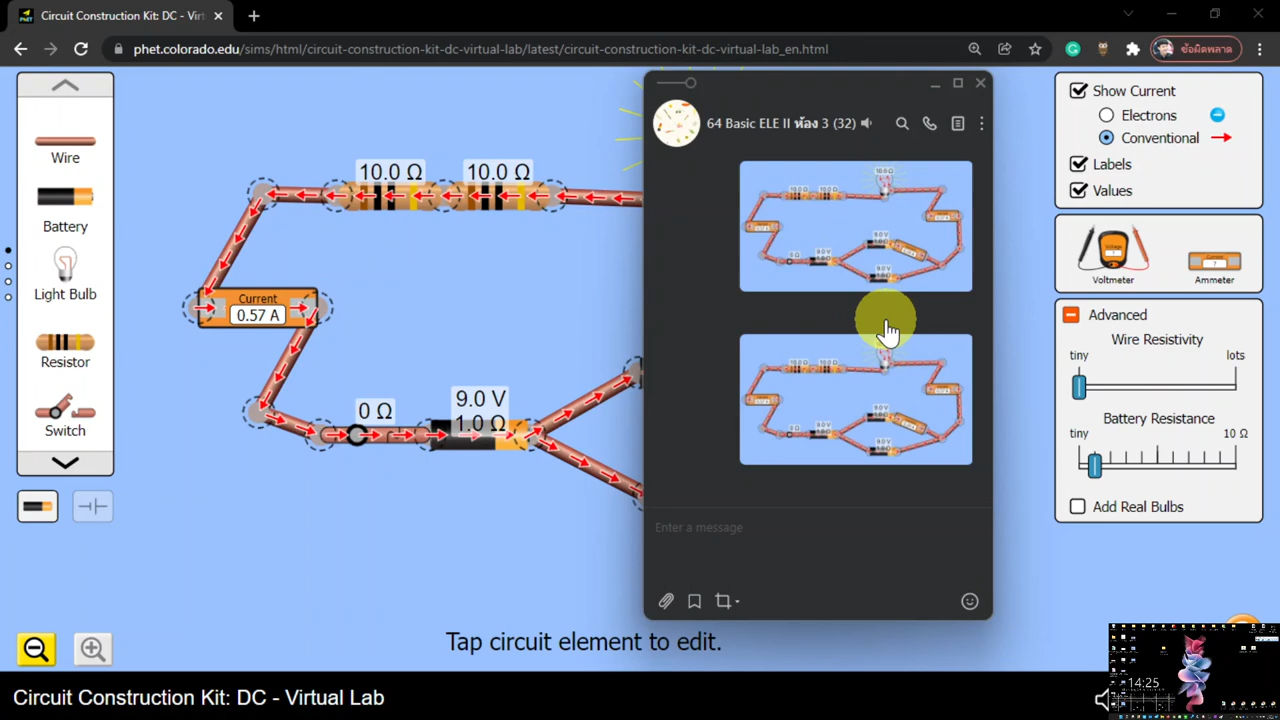 Circuit Construction Kit: DC - Virt
phet.colorado.edu/sims/html/circuit-construction-kit-dc-virtual-lab/latest/circuit-construction-kit-dc-virtual-lab_en.html
ข้อผิดพลาด
Wire
Battery
Light Bulb
Resistor
Switch
10.0 Ω
10.0 Ω
Current
0.57 A
0 Ω
9.0 V
1.0 Ω
64 Basic ELE II ห้อง 3 (32)
Enter a message
Show Current
Electrons
Conventional
Labels
Values
Voltage
?
Voltmeter
Current
?
Ammeter
Advanced
Wire Resistivity
tiny
lots
Battery Resistance
tiny
10 Ω
Add Real Bulbs
Tap circuit element to edit.
Circuit Construction Kit: DC - Virtual Lab
14:25